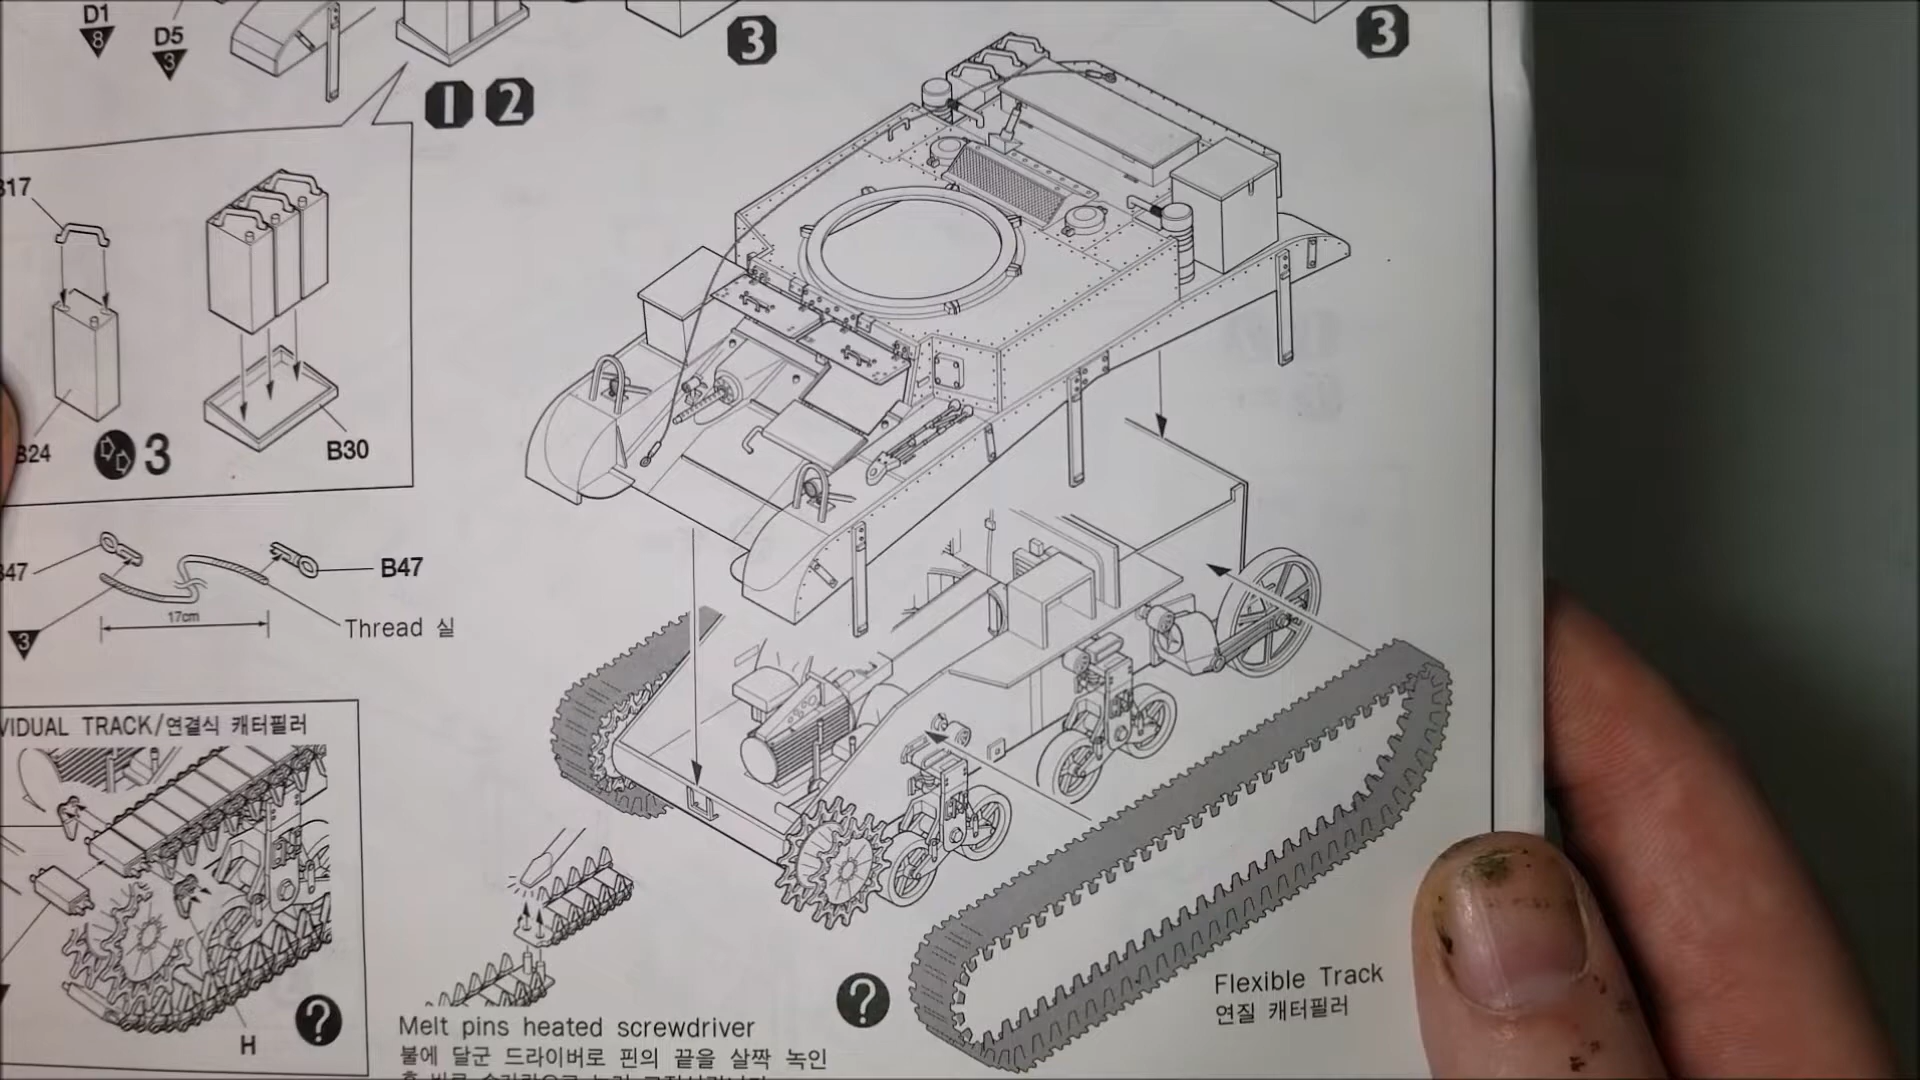 D1
8
D5
3
1 2
3
3
B17
B24
3
B30
B47
B47
17cm
3
Thread 실
VIDUAL TRACK/연결식 캐터필러
?
H
Melt pins heated screwdriver
불에 달군 드라이버로 핀의 끝을 살짝 녹인
?
Flexible Track
연질 캐터필러